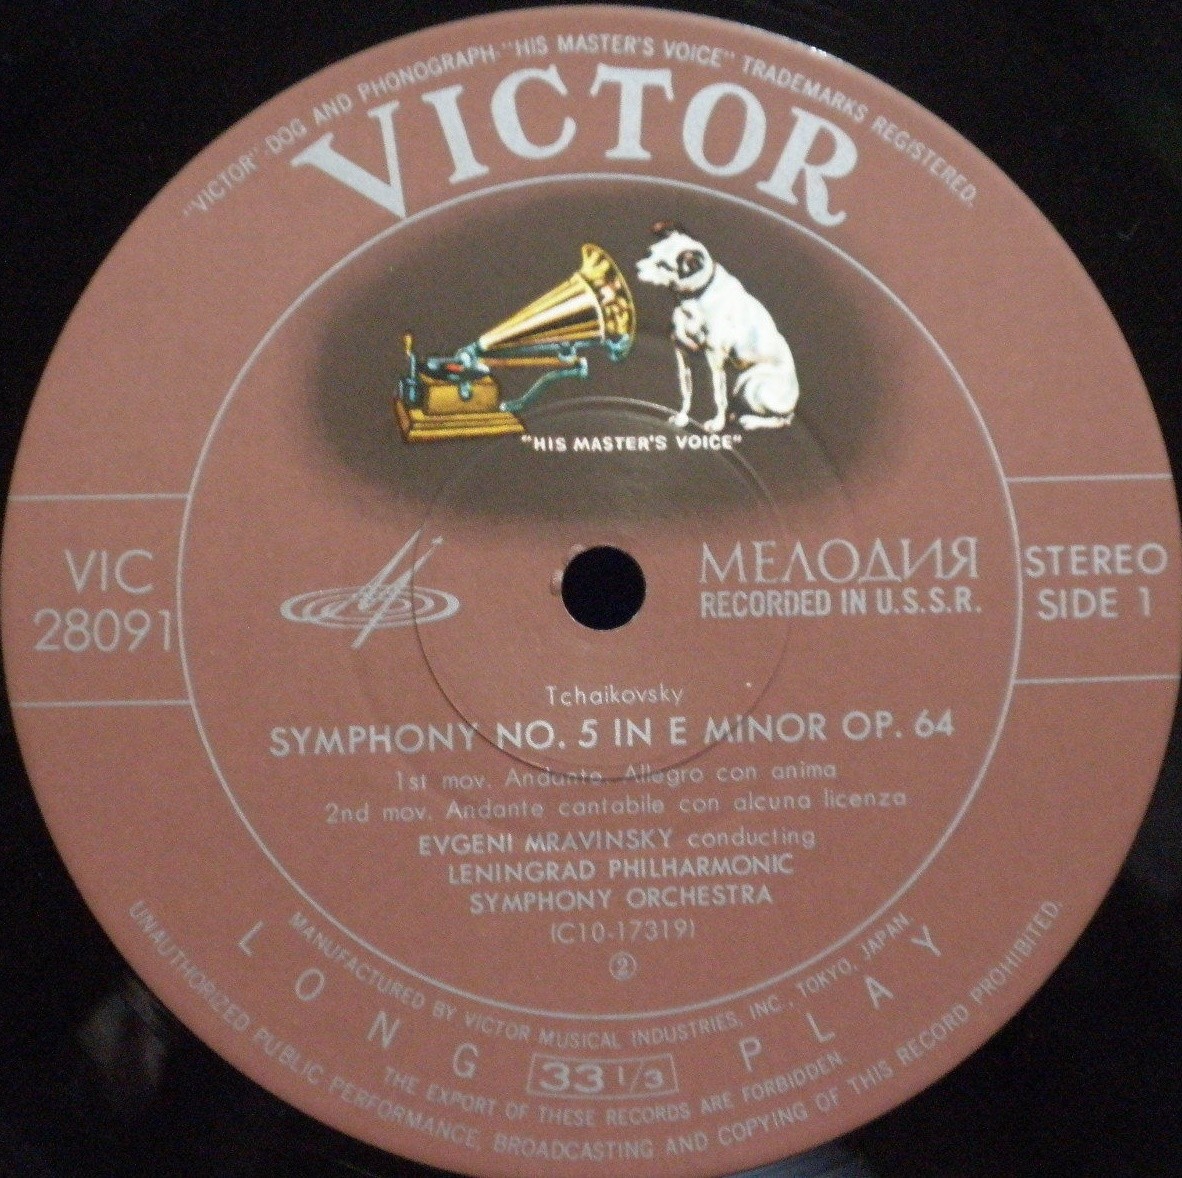 "VICTOR"-DOG AND PHONOGRAPH-"HIS MASTER'S VOICE" TRADEMARKS REGISTERED.
VICTOR
"HIS MASTER'S VOICE"
VIC
28091
МЕЛОДИЯ
RECORDED IN U.S.S.R.
STEREO
SIDE 1
Tchaikovsky
SYMPHONY NO. 5 IN E MINOR OP. 64
1st mov. Andante. Allegro con anima
2nd mov. Andante cantabile con alcuna licenza
EVGENI MRAVINSKY conducting
LENINGRAD PHILHARMONIC
SYMPHONY ORCHESTRA
(C10-17319)
②
MANUFACTURED BY VICTOR MUSICAL INDUSTRIES, INC., TOKYO, JAPAN.
LONG PLAY
33 1/3
THE EXPORT OF THESE RECORDS ARE FORBIDDEN.
UNAUTHORIZED PUBLIC PERFORMANCE, BROADCASTING AND COPYING OF THIS RECORD PROHIBITED.